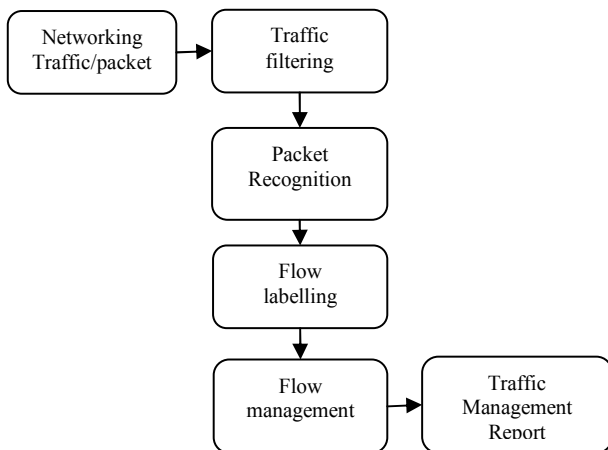 Networking
Traffic/packet
Traffic
filtering
Packet
Recognition
Flow
labelling
Flow
management
Traffic
Management
Report